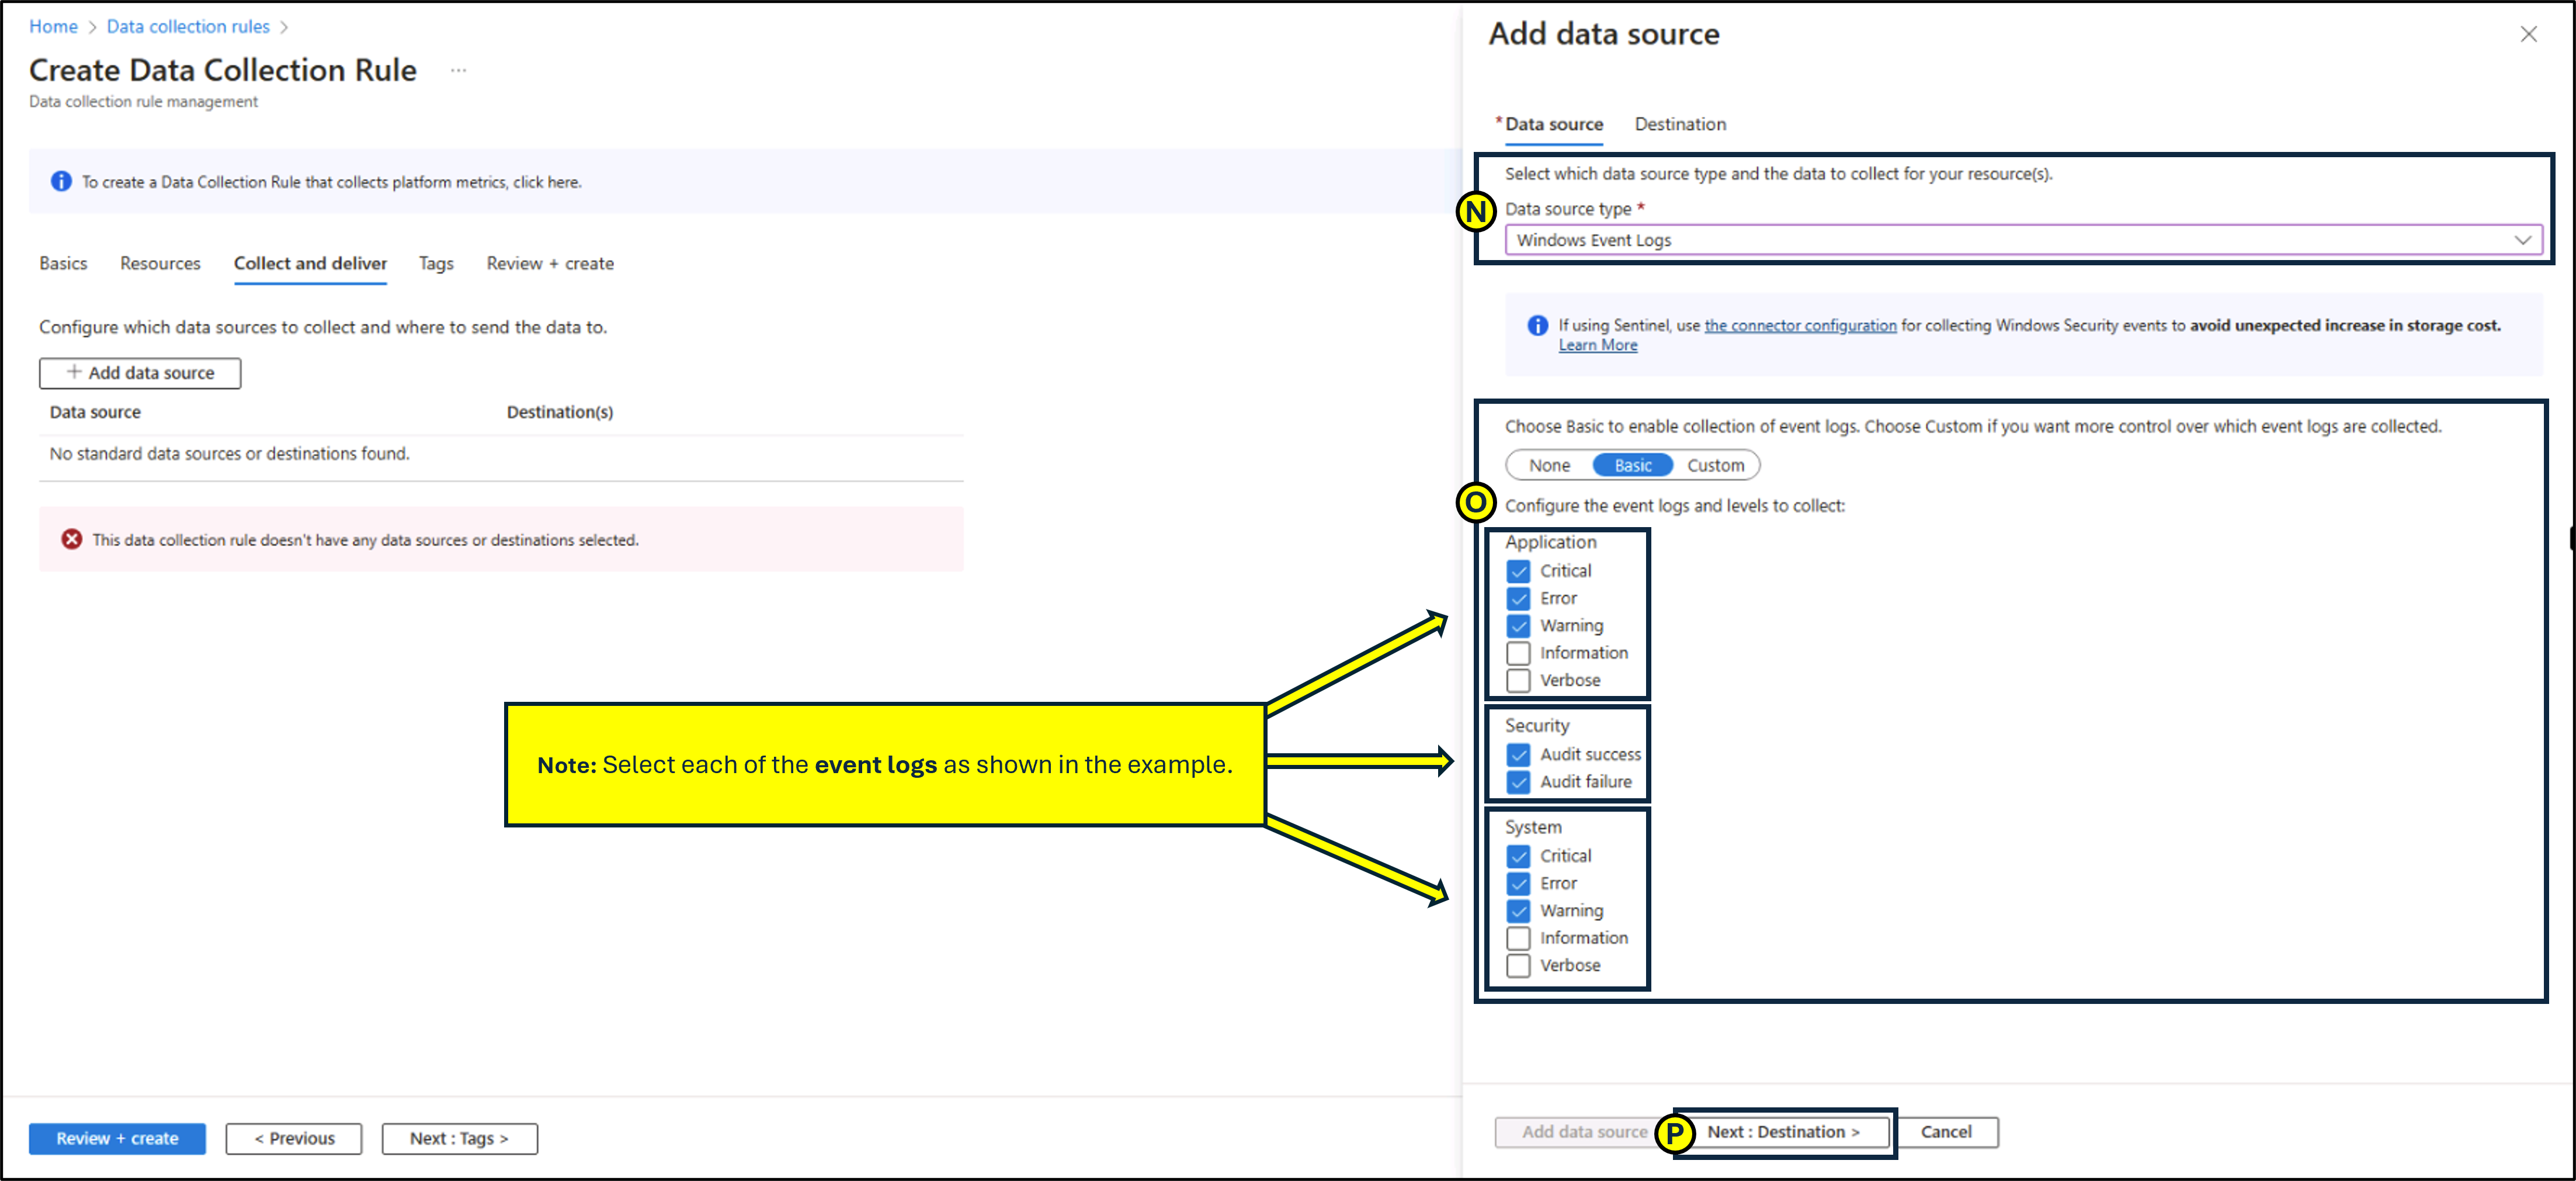 Home > Data collection rules >
Create Data Collection Rule ...
Data collection rule management
To create a Data Collection Rule that collects platform metrics, click here.
Basics Resources Collect and deliver Tags Review + create
Configure which data sources to collect and where to send the data to.
+ Add data source
Data source Destination(s)
No standard data sources or destinations found.
This data collection rule doesn't have any data sources or destinations selected.
Note: Select each of the event logs as shown in the example.
Review + create < Previous Next : Tags >
Add data source
* Data source Destination
Select which data source type and the data to collect for your resource(s).
N
Data source type *
Windows Event Logs
If using Sentinel, use the connector configuration for collecting Windows Security events to avoid unexpected increase in storage cost.
Learn More
Choose Basic to enable collection of event logs. Choose Custom if you want more control over which event logs are collected.
None Basic Custom
O
Configure the event logs and levels to collect:
Application
Critical
Error
Warning
Information
Verbose
Security
Audit success
Audit failure
System
Critical
Error
Warning
Information
Verbose
Add data source P Next : Destination > Cancel